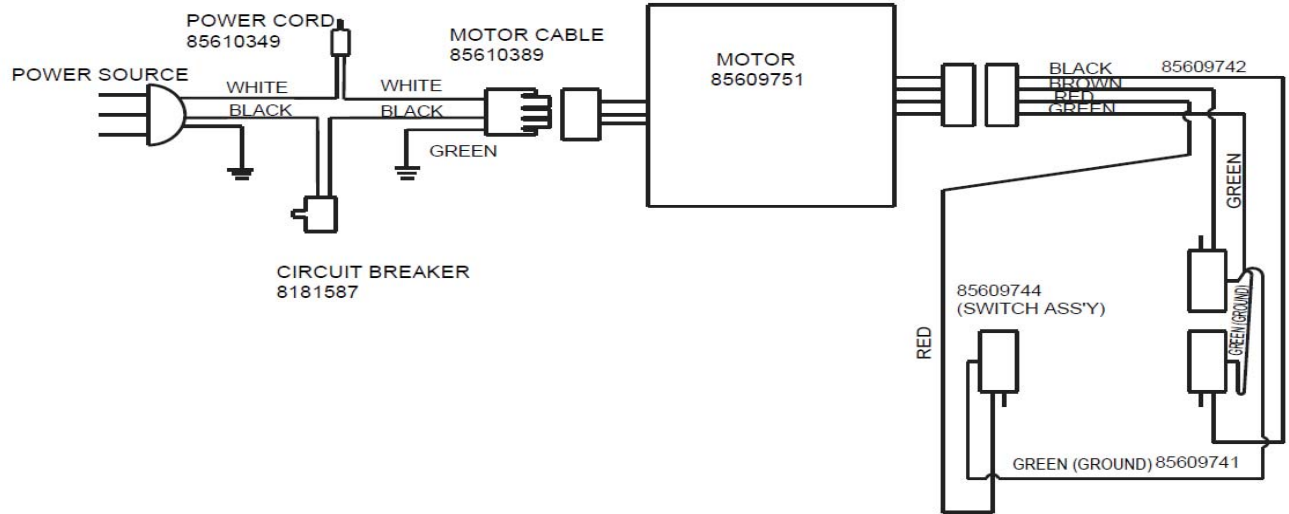 POWER CORD
85610349
MOTOR CABLE
85610389
MOTOR
85609751
POWER SOURCE
WHITE
BLACK
WHITE
BLACK
GREEN
CIRCUIT BREAKER
8181587
BLACK
85609742
BROWN
RED
GREEN
GREEN
85609744
(SWITCH ASS'Y)
RED
GREEN (GROUND)
GREEN (GROUND) 85609741